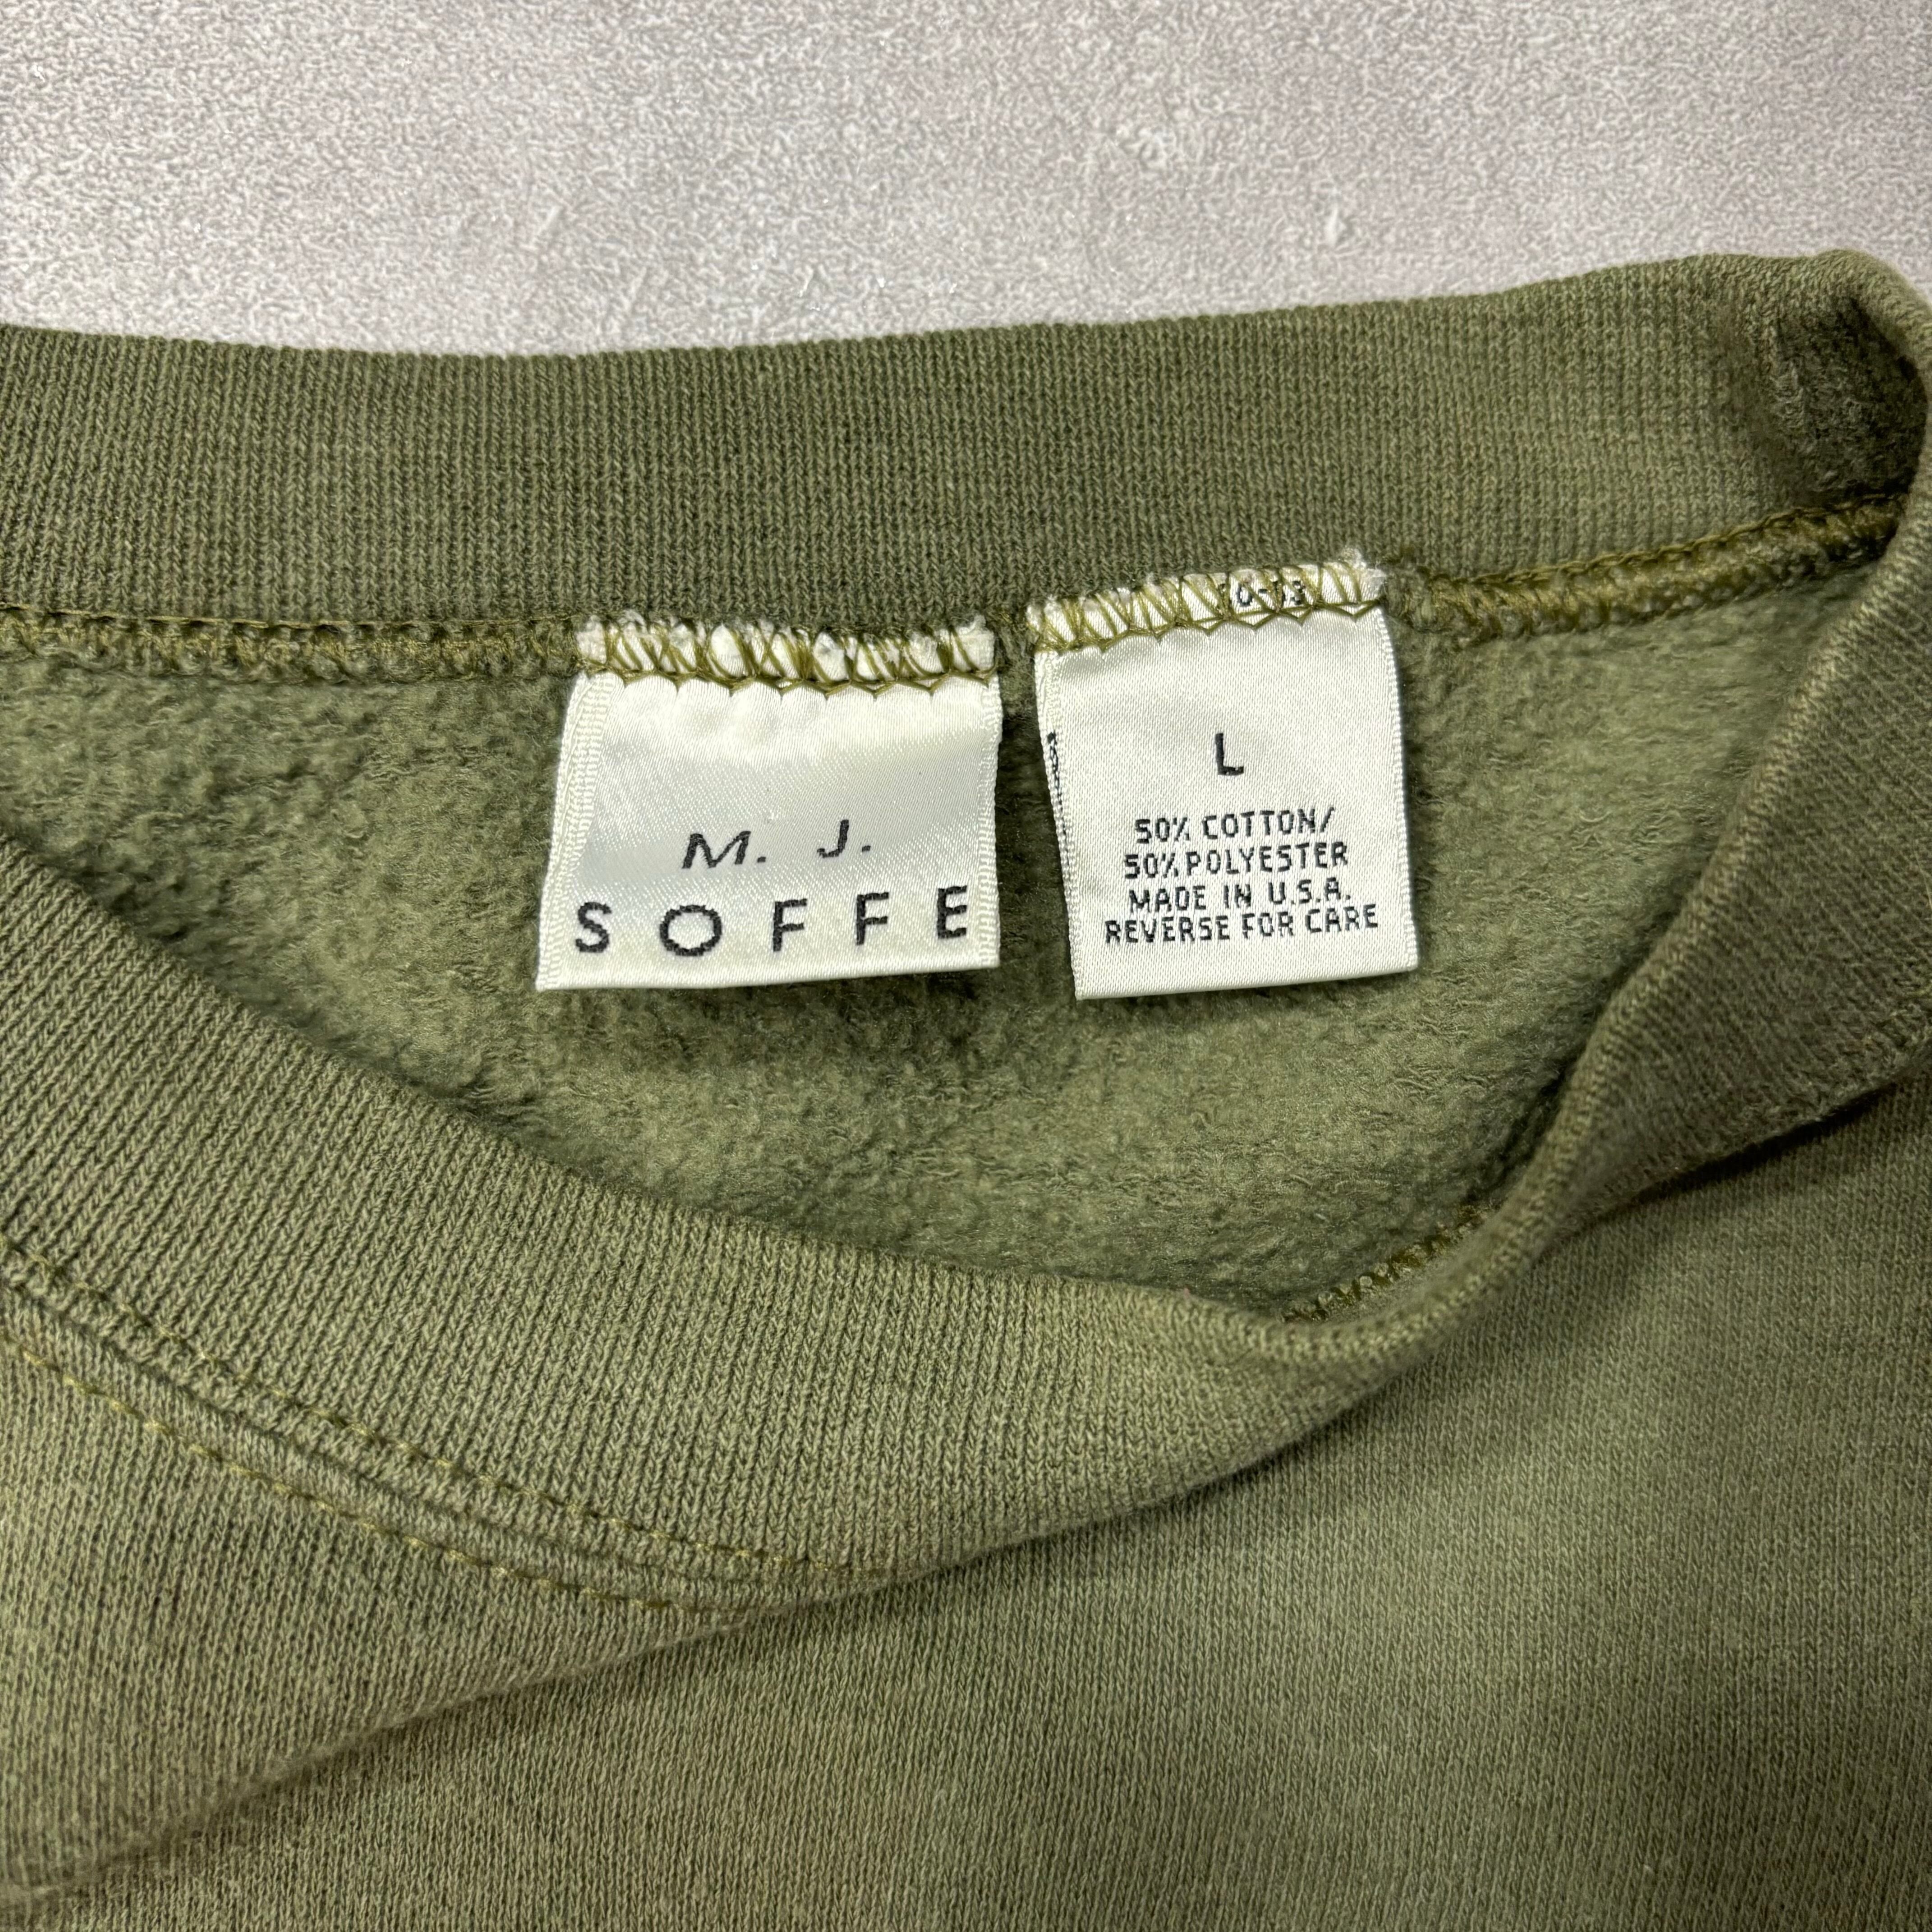 M. J.
SOFFE
L
50% COTTON/
50% POLYESTER
MADE IN U.S.A.
REVERSE FOR CARE